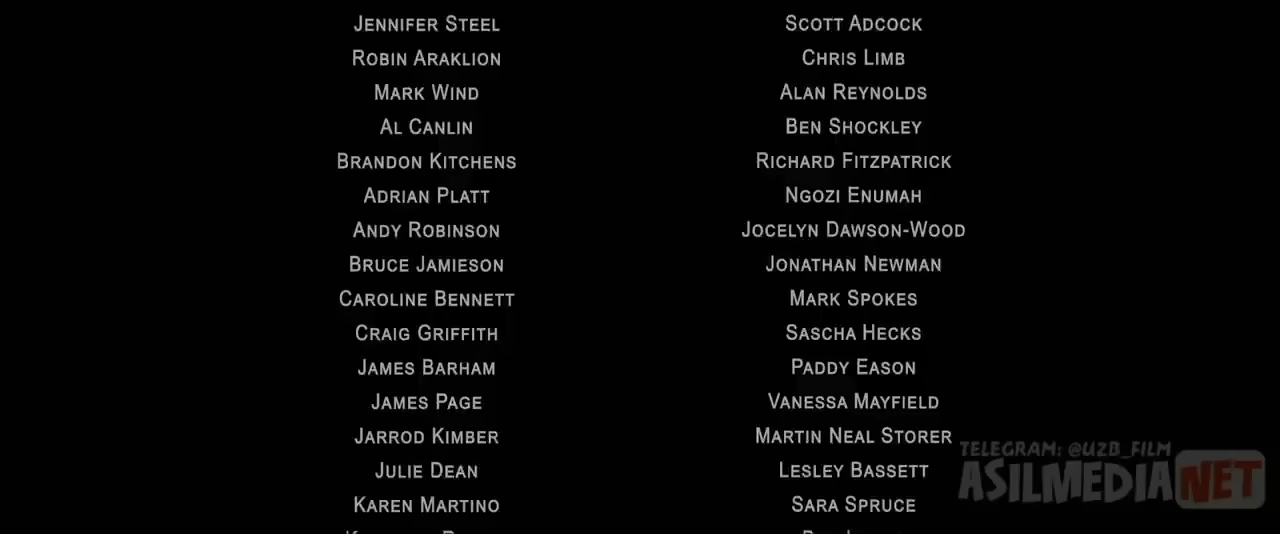 JENNIFER STEEL
SCOTT ADCOCK
ROBIN ARAKLION
CHRIS LIMB
MARK WIND
ALAN REYNOLDS
AL CANLIN
BEN SHOCKLEY
BRANDON KITCHENS
RICHARD FITZPATRICK
ADRIAN PLATT
NGOZI ENUMAH
ANDY ROBINSON
JOCELYN DAWSON-WOOD
BRUCE JAMIESON
JONATHAN NEWMAN
CAROLINE BENNETT
MARK SPOKES
CRAIG GRIFFITH
SASCHA HECKS
JAMES BARHAM
PADDY EASON
JAMES PAGE
VANESSA MAYFIELD
JARROD KIMBER
MARTIN NEAL STORER
JULIE DEAN
LESLEY BASSETT
KAREN MARTINO
SARA SPRUCE
TELEGRAM: @UZB_FILM
ASILMEDIA NET